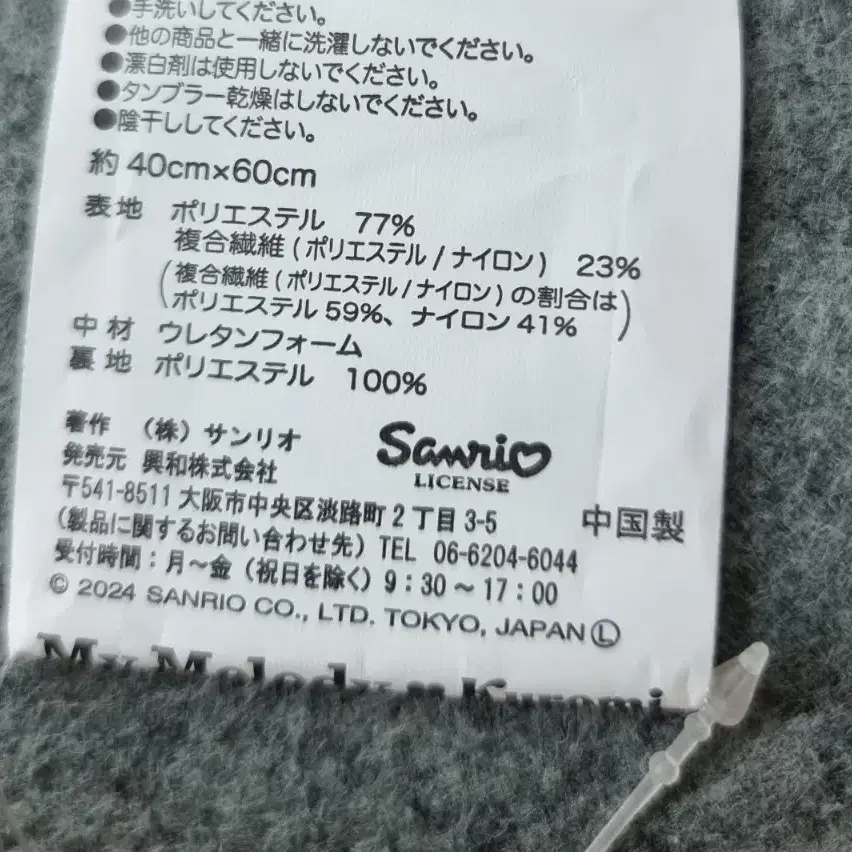 ●手洗いしてください。
●他の商品と一緒に洗濯しないでください。
●漂白剤は使用しないでください。
●タンブラー乾燥はしないでください。
●陰干ししてください。
約 40cm×60cm
表地 ポリエステル 77%
複合繊維 ( ポリエステル / ナイロン ) 23%
(複合繊維 ( ポリエステル / ナイロン ) の割合は
ポリエステル 59%、ナイロン 41%)
中材 ウレタンフォーム
裏地 ポリエステル 100%
著作 (株) サンリオ
発売元 興和株式会社
Sanrio
LICENSE
〒541-8511 大阪市中央区淡路町 2 丁目 3-5
中国製
(製品に関するお問い合わせ先) TEL 06-6204-6044
受付時間：月〜金 (祝日を除く) 9：30 〜 17：00
© 2024 SANRIO CO., LTD. TOKYO, JAPAN Ⓛ
My Melody Kuromi